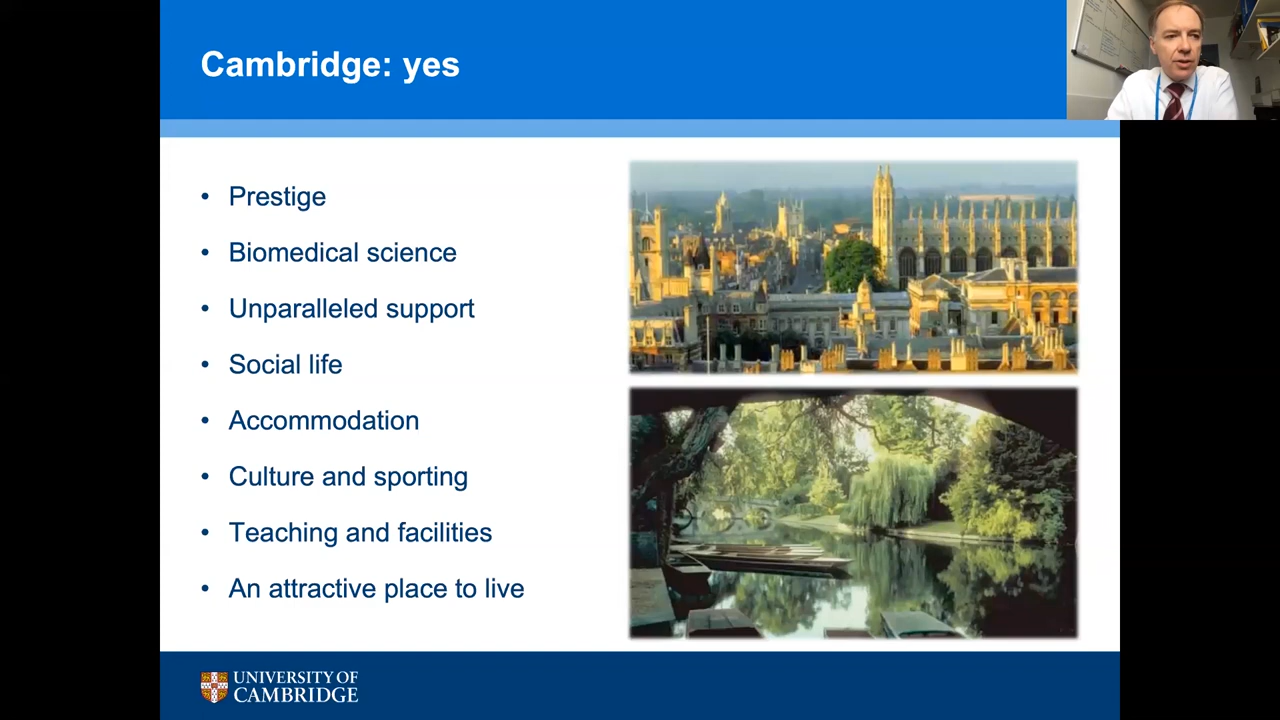 Cambridge: yes
• Prestige
• Biomedical science
• Unparalleled support
• Social life
• Accommodation
• Culture and sporting
• Teaching and facilities
• An attractive place to live
UNIVERSITY OF
CAMBRIDGE